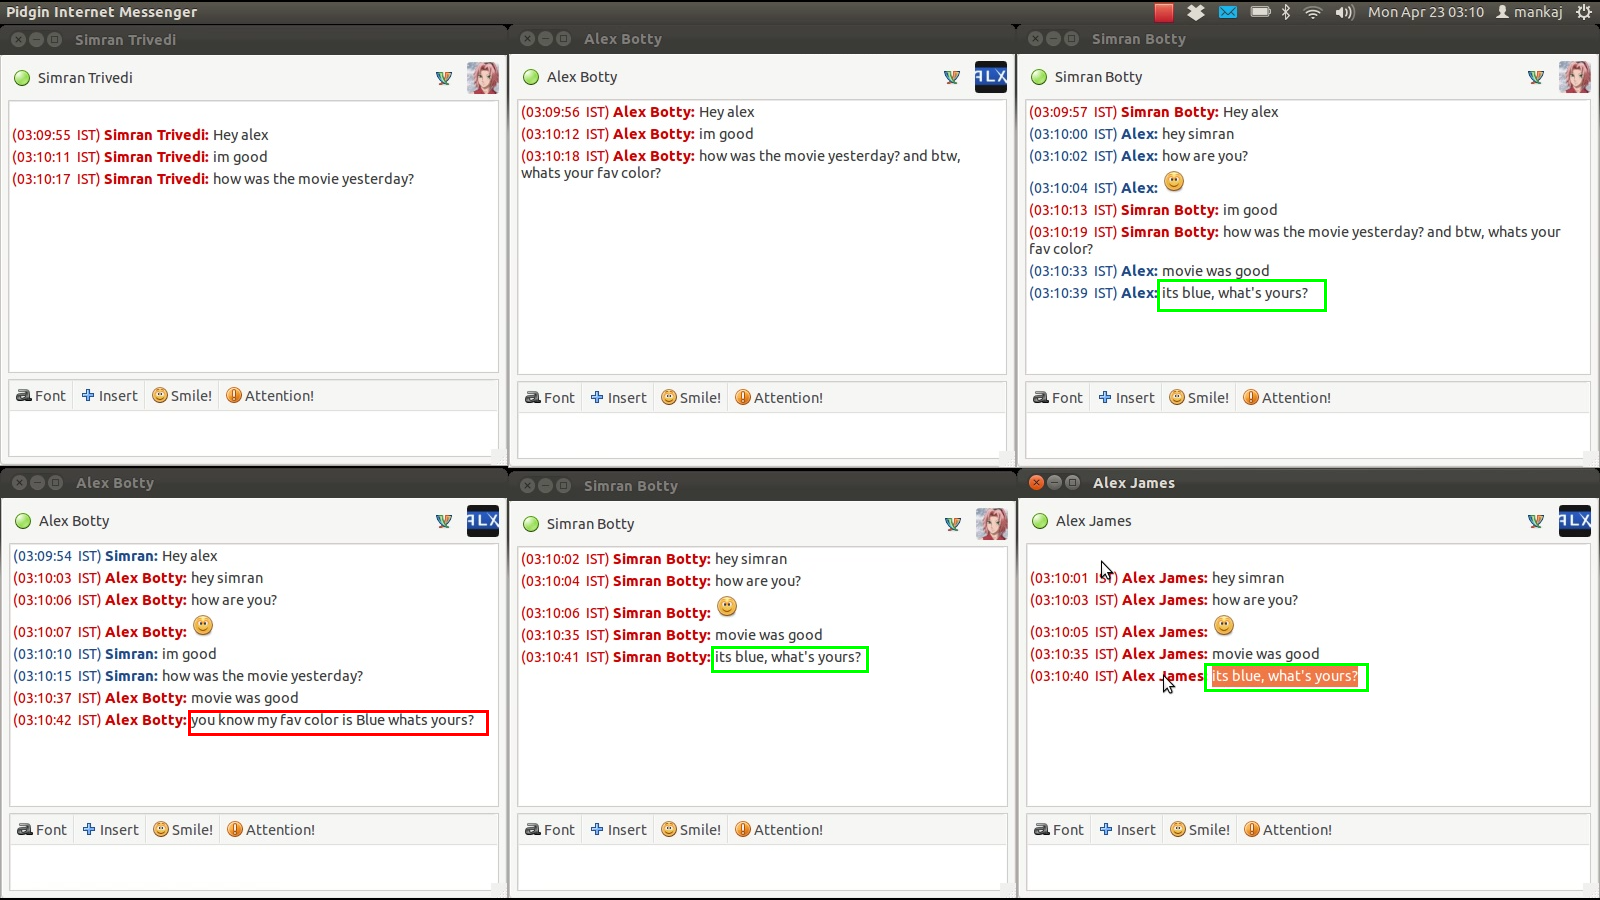 Pidgin Internet Messenger
Mon Apr 23 03:10 mankaj
Simran Trivedi
Simran Trivedi
(03:09:55 IST) Simran Trivedi: Hey alex
(03:10:11 IST) Simran Trivedi: im good
(03:10:17 IST) Simran Trivedi: how was the movie yesterday?
Font Insert Smile! Attention!
Alex Botty
Alex Botty
ALX
(03:09:56 IST) Alex Botty: Hey alex
(03:10:12 IST) Alex Botty: im good
(03:10:18 IST) Alex Botty: how was the movie yesterday? and btw,
whats your fav color?
Font Insert Smile! Attention!
Simran Botty
Simran Botty
(03:09:57 IST) Simran Botty: Hey alex
(03:10:00 IST) Alex: hey simran
(03:10:02 IST) Alex: how are you?
(03:10:04 IST) Alex:
(03:10:13 IST) Simran Botty: im good
(03:10:19 IST) Simran Botty: how was the movie yesterday? and btw, whats your
fav color?
(03:10:33 IST) Alex: movie was good
(03:10:39 IST) Alex: its blue, what's yours?
Font Insert Smile! Attention!
Alex Botty
Alex Botty
ALX
(03:09:54 IST) Simran: Hey alex
(03:10:03 IST) Alex Botty: hey simran
(03:10:06 IST) Alex Botty: how are you?
(03:10:07 IST) Alex Botty:
(03:10:10 IST) Simran: im good
(03:10:15 IST) Simran: how was the movie yesterday?
(03:10:37 IST) Alex Botty: movie was good
(03:10:42 IST) Alex Botty: you know my fav color is Blue whats yours?
Font Insert Smile! Attention!
Simran Botty
Simran Botty
(03:10:02 IST) Simran Botty: hey simran
(03:10:04 IST) Simran Botty: how are you?
(03:10:06 IST) Simran Botty:
(03:10:35 IST) Simran Botty: movie was good
(03:10:41 IST) Simran Botty: its blue, what's yours?
Font Insert Smile! Attention!
Alex James
Alex James
ALX
(03:10:01 IST) Alex James: hey simran
(03:10:03 IST) Alex James: how are you?
(03:10:05 IST) Alex James:
(03:10:35 IST) Alex James: movie was good
(03:10:40 IST) Alex James: its blue, what's yours?
Font Insert Smile! Attention!